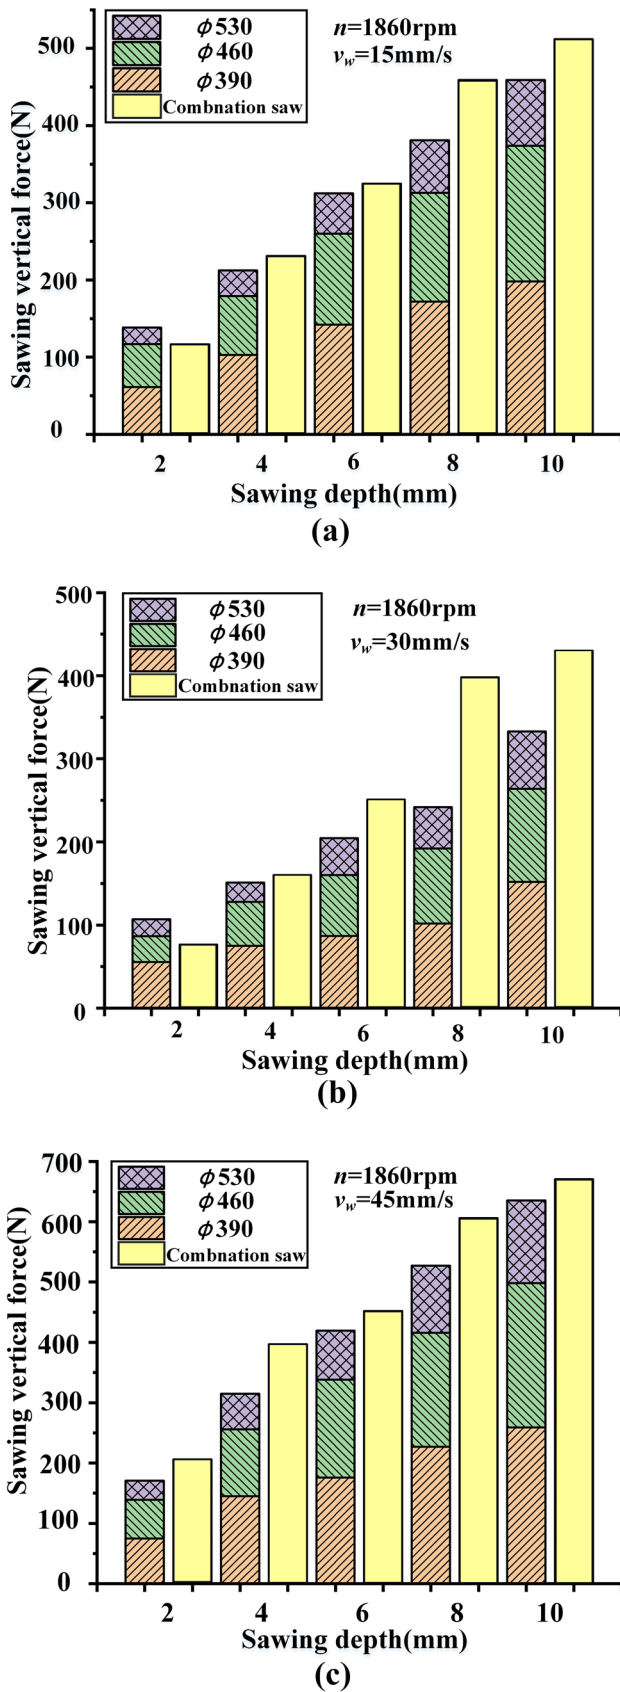 ϕ530
ϕ460
ϕ390
Combnation saw
n=1860rpm
v_w=15mm/s
Sawing vertical force(N)
500
400
300
200
100
0
2 4 6 8 10
Sawing depth(mm)
(a)
ϕ530
ϕ460
ϕ390
Combnation saw
n=1860rpm
v_w=30mm/s
Sawing vertical force(N)
500
400
300
200
100
0
2 4 6 8 10
Sawing depth(mm)
(b)
ϕ530
ϕ460
ϕ390
Combnation saw
n=1860rpm
v_w=45mm/s
Sawing vertical force(N)
700
600
500
400
300
200
100
0
2 4 6 8 10
Sawing depth(mm)
(c)